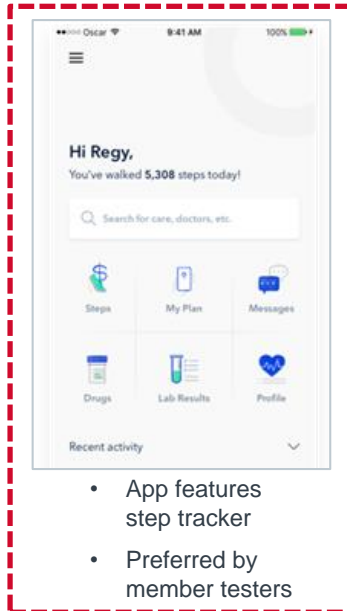 Oscar 9:41 AM 100%
Hi Regy,
You've walked 5,308 steps today!
Search for care, doctors, etc.
Steps My Plan Messages
Drugs Lab Results Profile
Recent activity
• App features
step tracker
• Preferred by
member testers